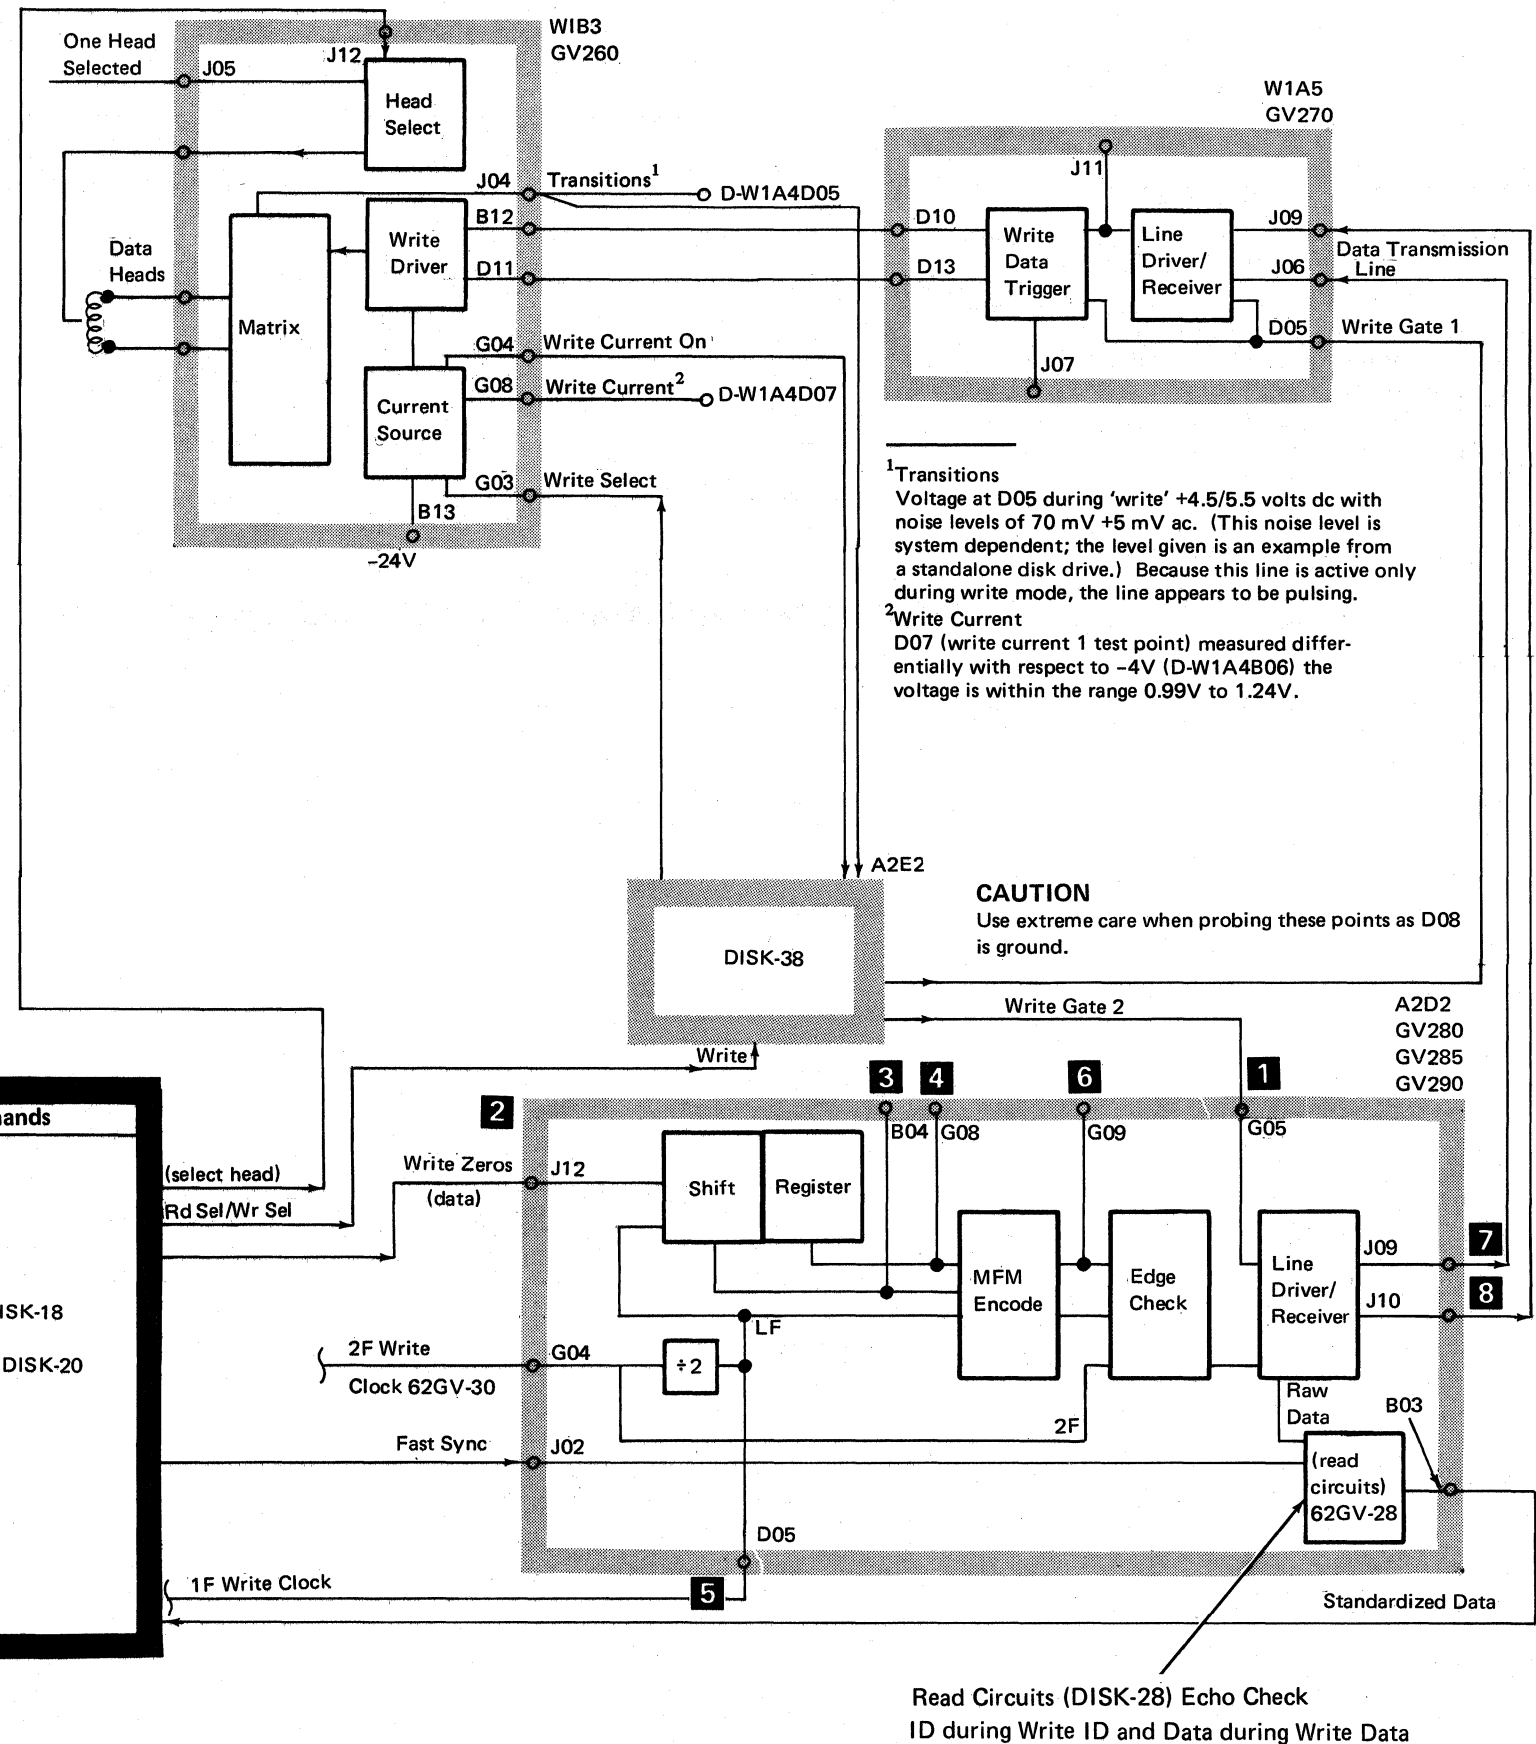 One Head
Selected
J05
J12
WIB3
GV260
Head
Select
J04
Transitions¹
D-W1A4D05
B12
Write
Driver
D11
Data
Heads
Matrix
G04
Write Current On
G08
Write Current²
D-W1A4D07
Current
Source
G03
Write Select
B13
–24V
W1A5
GV270
J11
D10
Write
Data
Trigger
Line
Driver/
Receiver
J09
Data Transmission
Line
D13
J06
D05
Write Gate 1
J07
¹Transitions
Voltage at D05 during ‘write’ +4.5/5.5 volts dc with
noise levels of 70 mV +5 mV ac. (This noise level is
system dependent; the level given is an example from
a standalone disk drive.) Because this line is active only
during write mode, the line appears to be pulsing.
²Write Current
D07 (write current 1 test point) measured differ-
entially with respect to –4V (D-W1A4B06) the
voltage is within the range 0.99V to 1.24V.
A2E2
DISK-38
CAUTION
Use extreme care when probing these points as D08
is ground.
Write Gate 2
Write
A2D2
GV280
GV285
GV290
ands
(select head)
Rd Sel/Wr Sel
ISK-18
DISK-20
2
3
4
6
1
B04
G08
G09
G05
Write Zeros
(data)
J12
Shift
Register
MFM
Encode
Edge
Check
Line
Driver/
Receiver
J09
7
J10
8
LF
2F Write
Clock 62GV-30
G04
÷2
2F
Raw
Data
B03
Fast Sync
J02
(read
circuits)
62GV-28
D05
1F Write Clock
5
Standardized Data
Read Circuits (DISK-28) Echo Check
ID during Write ID and Data during Write Data